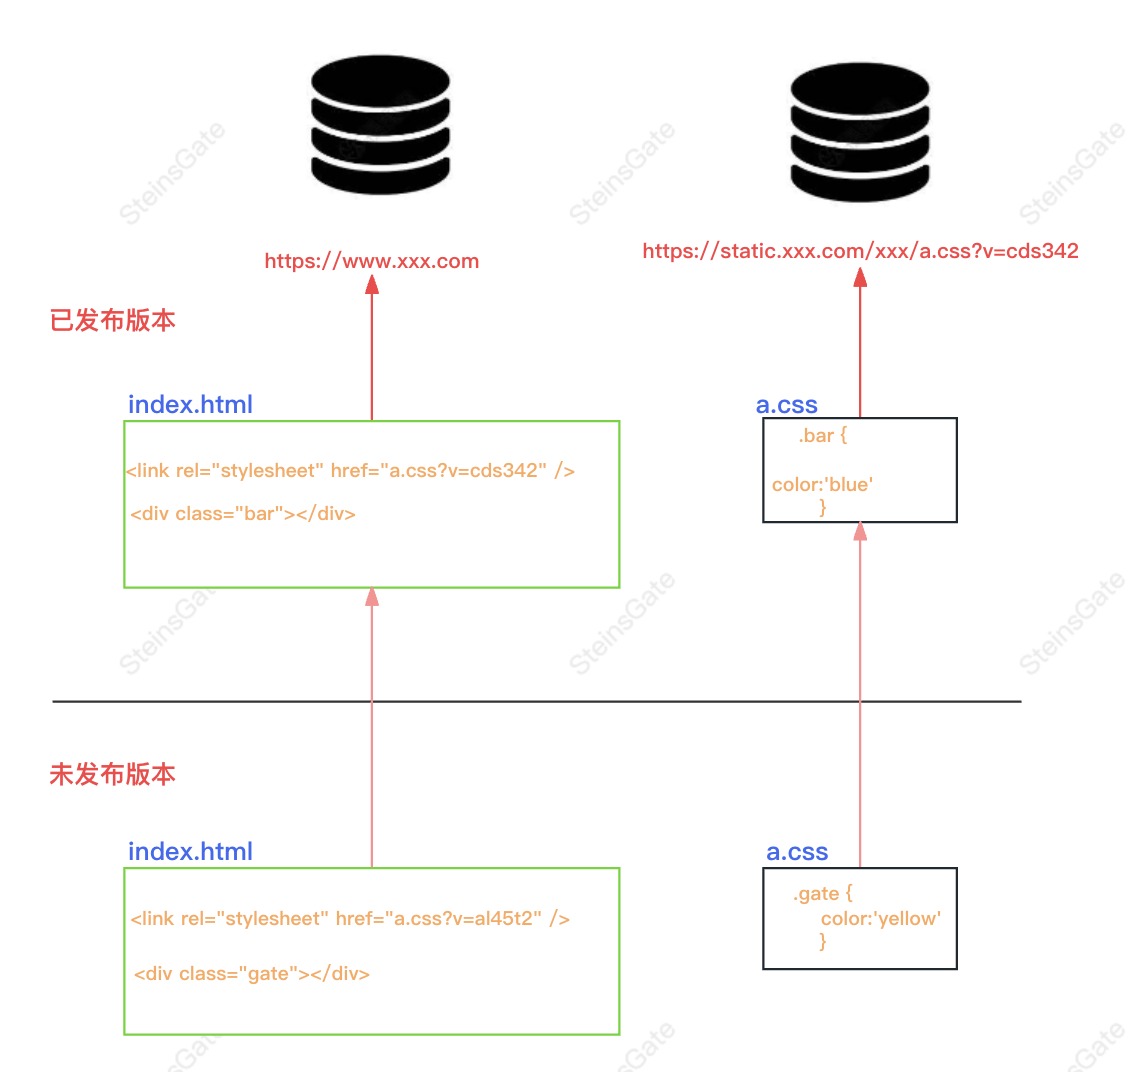 https://www.xxx.com
https://static.xxx.com/xxx/a.css?v=cds342
已发布版本
index.html
<link rel="stylesheet" href="a.css?v=cds342" />
<div class="bar"></div>
a.css
.bar {
color:'blue'
}
未发布版本
index.html
<link rel="stylesheet" href="a.css?v=al45t2" />
<div class="gate"></div>
a.css
.gate {
color:'yellow'
}
SteinsGate
SteinsGate
SteinsGate
SteinsGate
SteinsGate
SteinsGate
SteinsGate
SteinsGate
SteinsGate